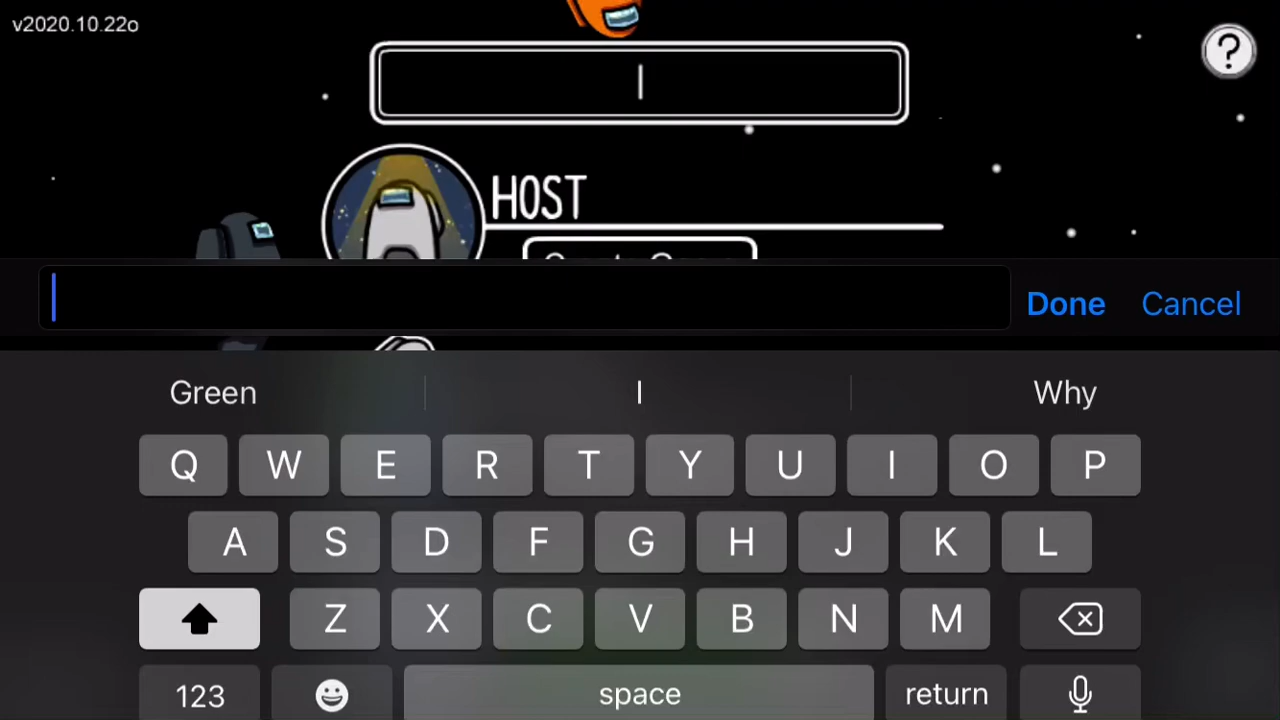 v2020.10.22o
?
HOST
Done Cancel
Green I Why
Q W E R T Y U I O P
A S D F G H J K L
Z X C V B N M
123 space return